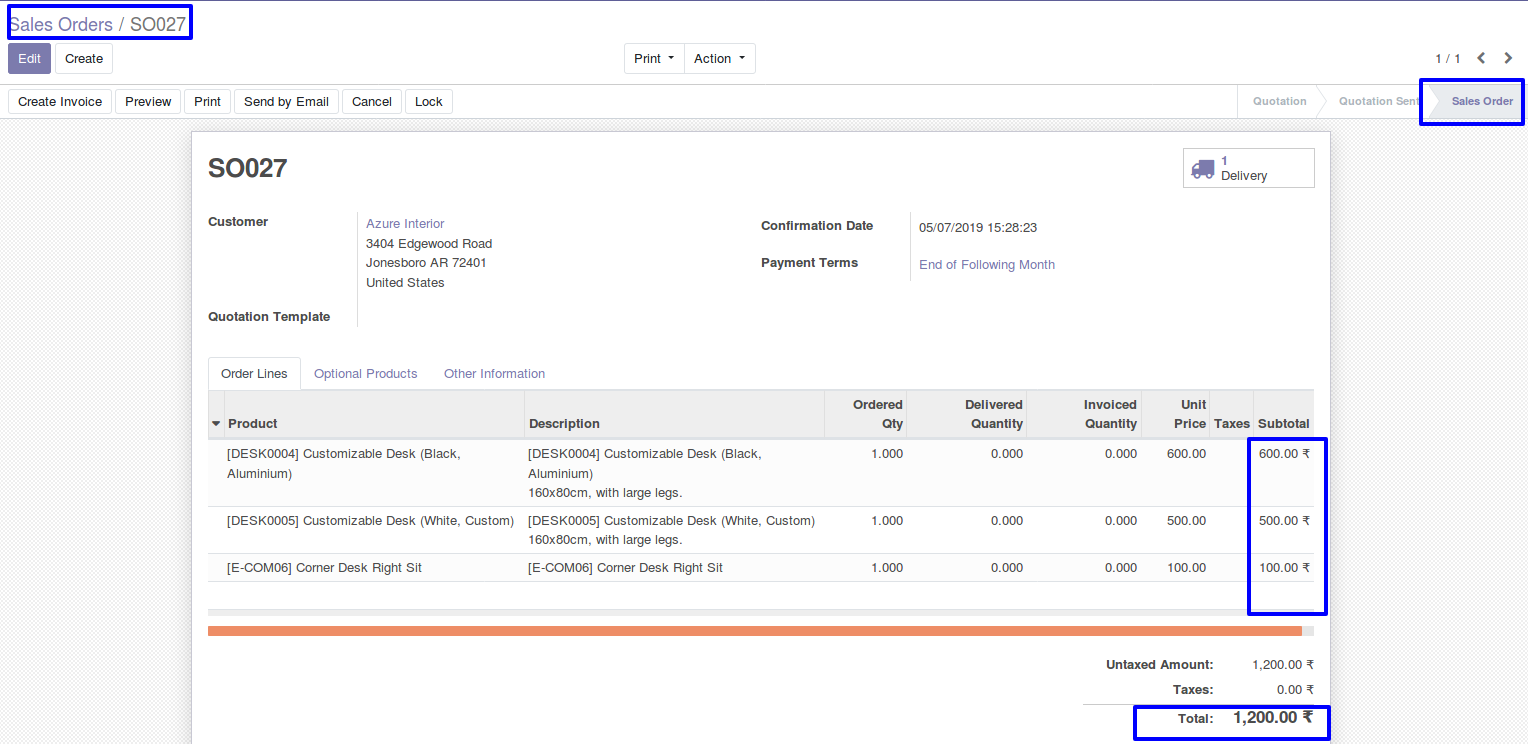 Sales Orders / SO027
Edit Create Print Action 1 / 1
Create Invoice Preview Print Send by Email Cancel Lock Quotation Quotation Sent Sales Order
SO027
1
Delivery
Customer
Azure Interior
3404 Edgewood Road
Jonesboro AR 72401
United States
Confirmation Date 05/07/2019 15:28:23
Payment Terms End of Following Month
Quotation Template
Order Lines Optional Products Other Information
Product Description Ordered Qty Delivered Quantity Invoiced Quantity Unit Price Taxes Subtotal
[DESK0004] Customizable Desk (Black, [DESK0004] Customizable Desk (Black, 1.000 0.000 0.000 600.00 600.00 ₹
Aluminium) Aluminium)
160x80cm, with large legs.
[DESK0005] Customizable Desk (White, Custom) [DESK0005] Customizable Desk (White, Custom) 1.000 0.000 0.000 500.00 500.00 ₹
160x80cm, with large legs.
[E-COM06] Corner Desk Right Sit [E-COM06] Corner Desk Right Sit 1.000 0.000 0.000 100.00 100.00 ₹
Untaxed Amount: 1,200.00 ₹
Taxes: 0.00 ₹
Total: 1,200.00 ₹